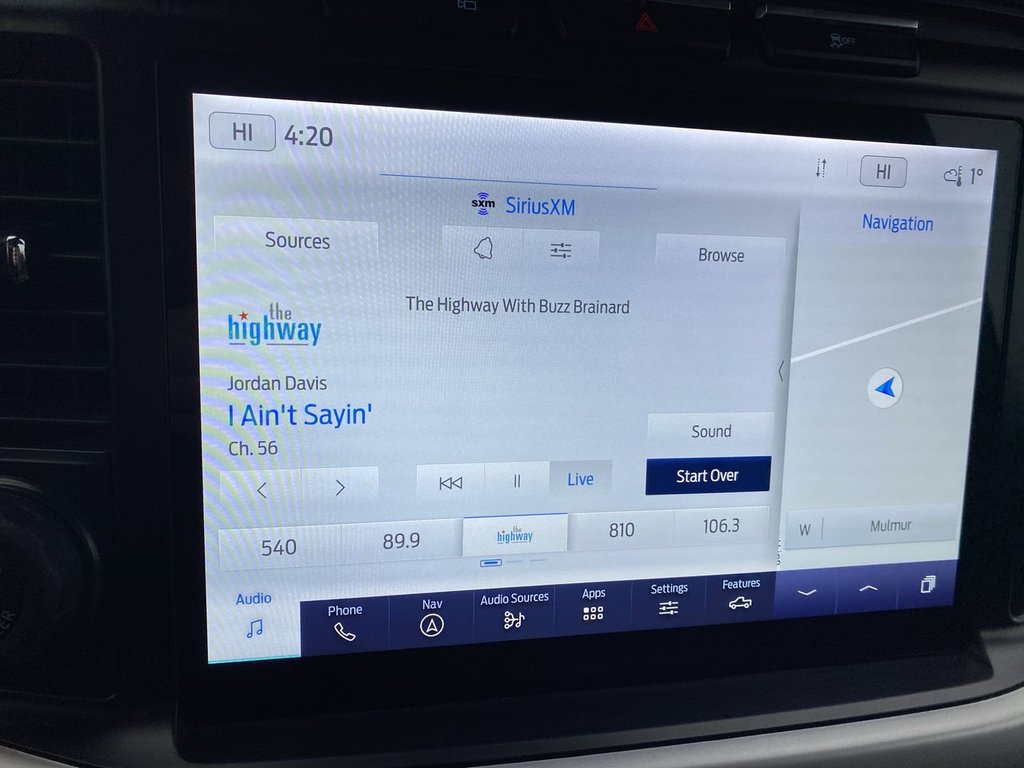 OFF
HI 4:20
HI 1°
sxm SiriusXM
Navigation
Sources
Browse
The Highway With Buzz Brainard
the
highway
Jordan Davis
I Ain't Sayin'
Ch. 56
Sound
Live
Start Over
540 89.9 the highway 810 106.3
W Mulmur
Audio Phone Nav Audio Sources Apps Settings Features